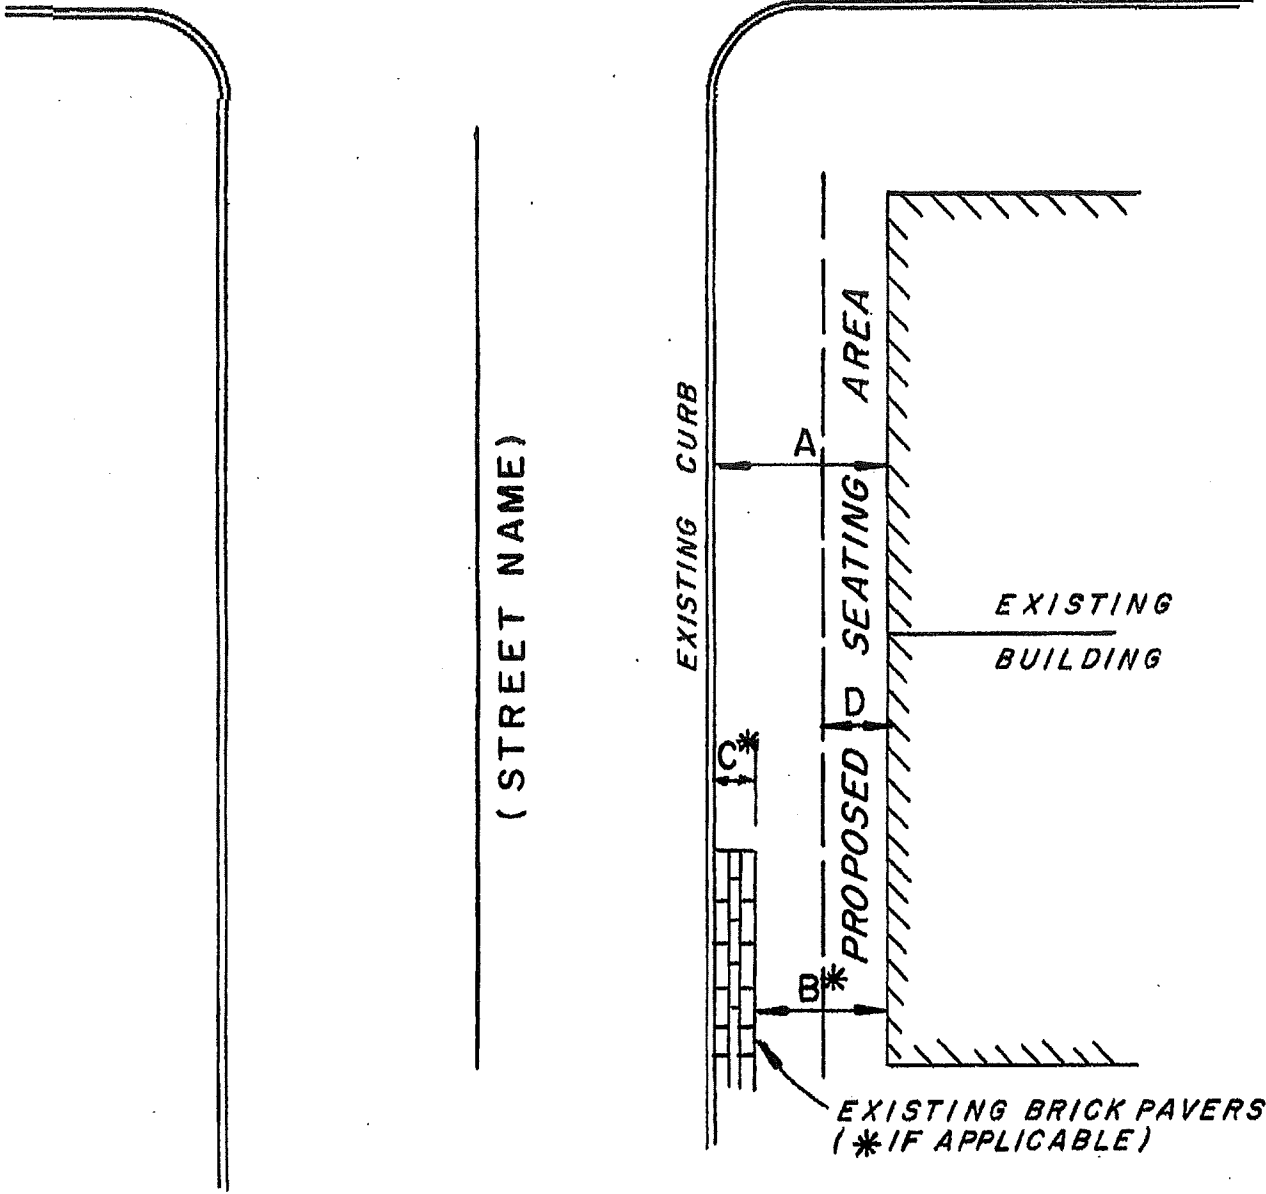 (STREET NAME)
EXISTING CURB
A
PROPOSED SEATING AREA
D
C*
B*
EXISTING
BUILDING
EXISTING BRICK PAVERS
(* IF APPLICABLE)